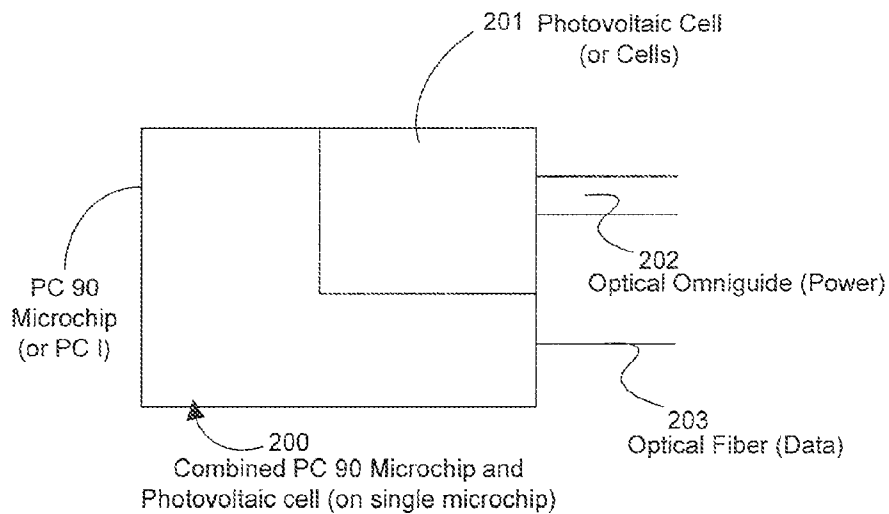 201 Photovoltaic Cell
(or Cells)
202
Optical Omniguide (Power)
PC 90
Microchip
(or PC I)
203
Optical Fiber (Data)
200
Combined PC 90 Microchip and
Photovoltaic cell (on single microchip)